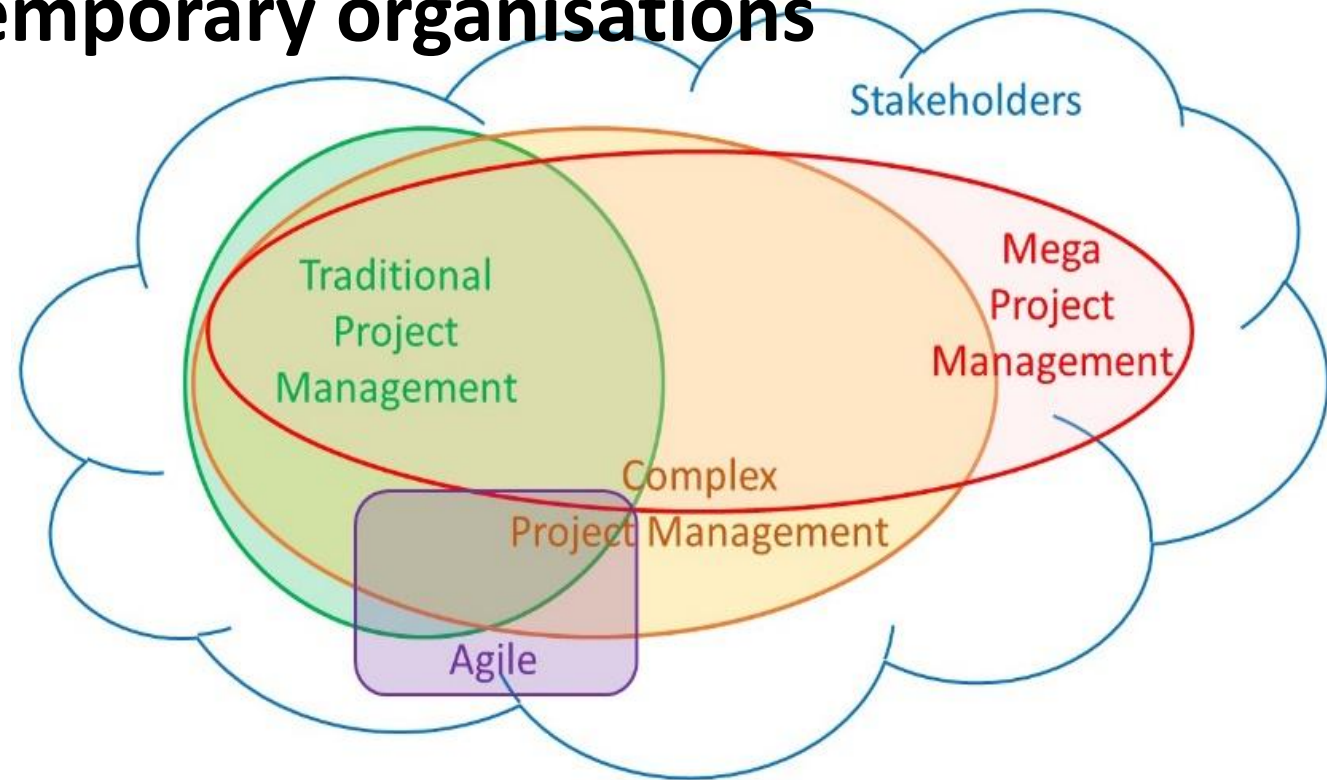 emporary organisations
Stakeholders
Traditional
Project
Management
Mega
Project
Management
Complex
Project Management
Agile